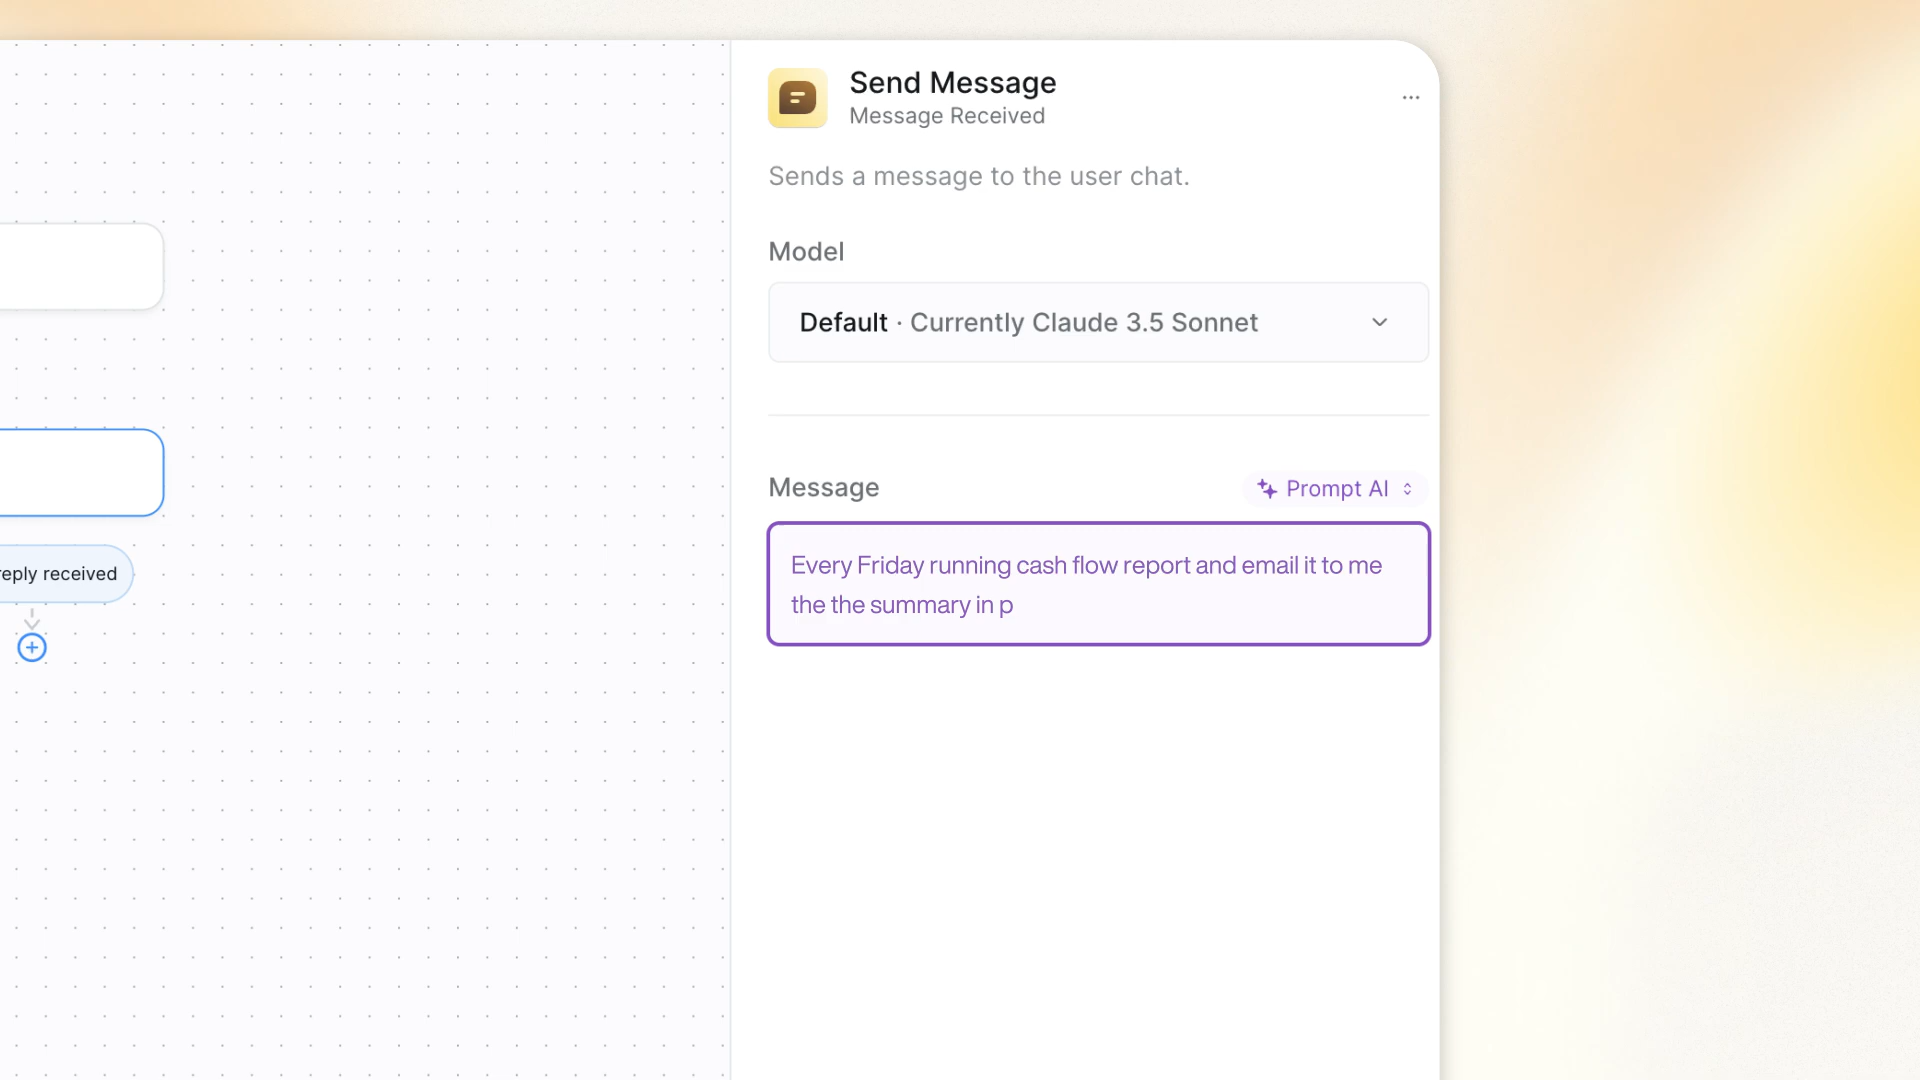 Send Message
Message Received
Sends a message to the user chat.
Model
Default · Currently Claude 3.5 Sonnet
Message
Prompt AI
Every Friday running cash flow report and email it to me
the the summary in p
reply received